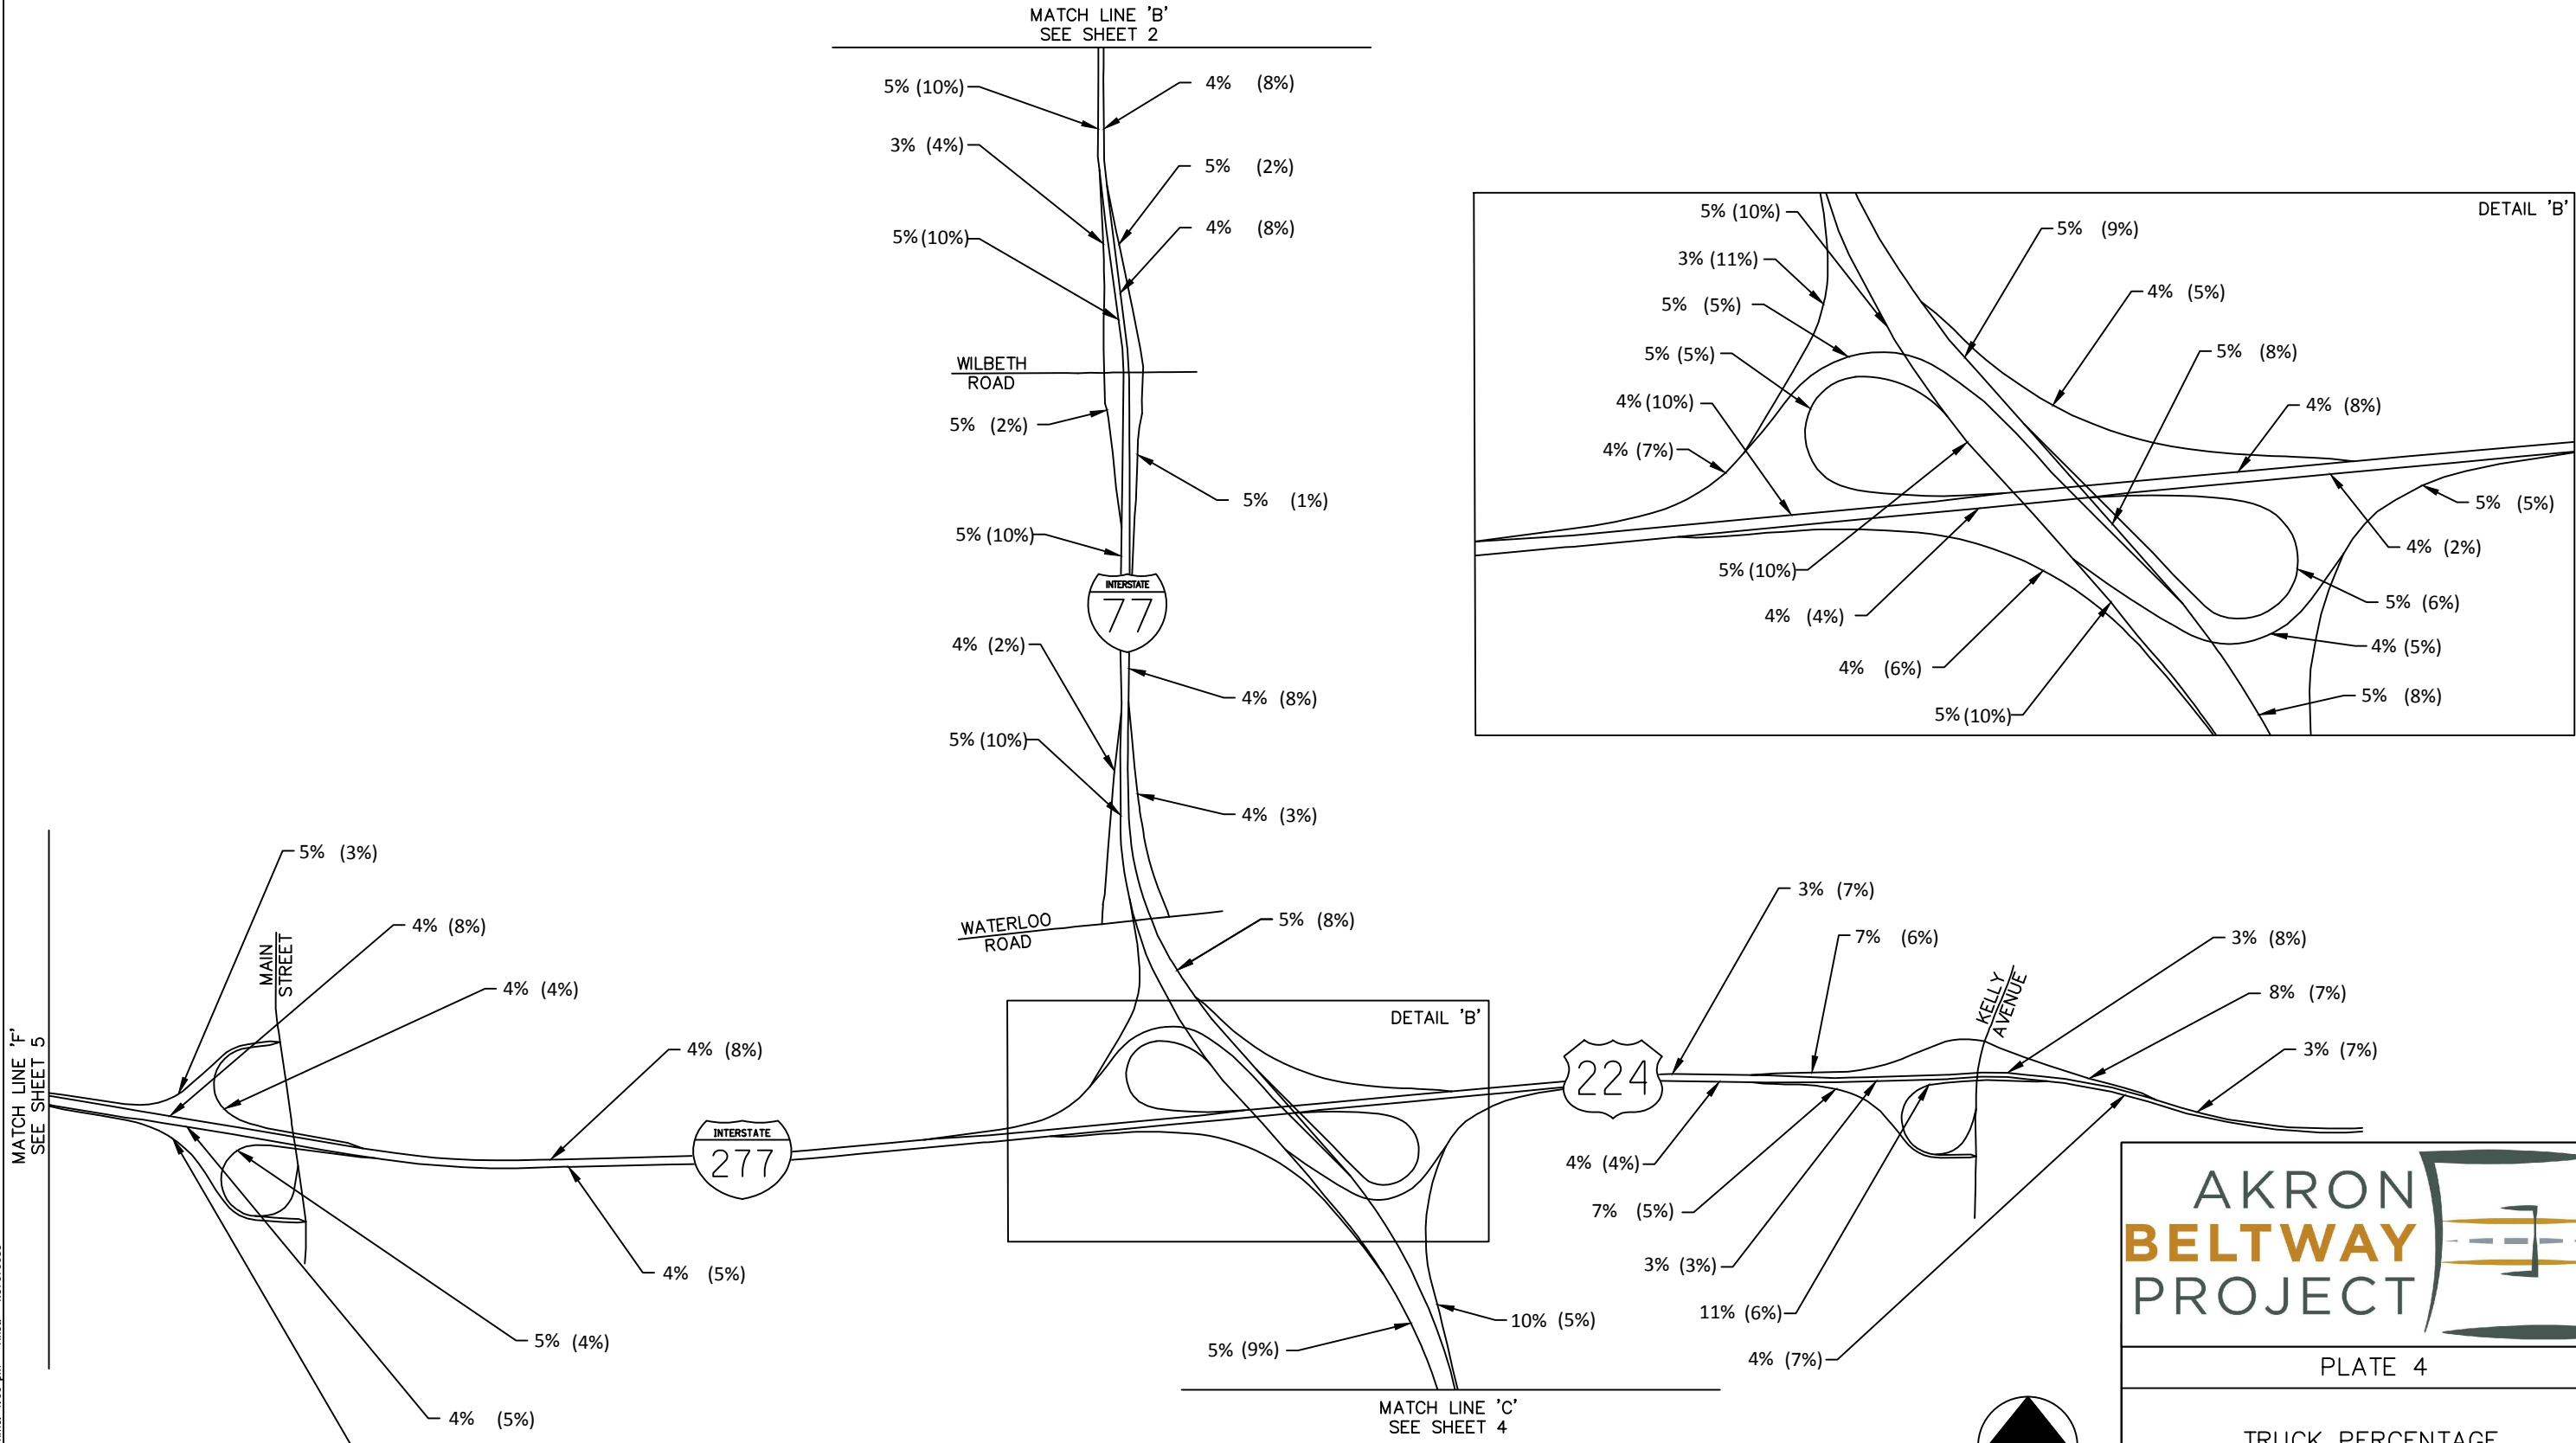 MATCH LINE 'B'
SEE SHEET 2
5% (10%)
4% (8%)
3% (4%)
5% (2%)
5% (10%)
4% (8%)
WILBETH
ROAD
5% (2%)
5% (1%)
5% (10%)
INTERSTATE
77
4% (2%)
4% (8%)
5% (10%)
4% (3%)
WATERLOO
ROAD
5% (8%)
DETAIL 'B'
5% (10%)
5% (9%)
3% (11%)
4% (5%)
5% (5%)
5% (5%)
5% (8%)
4% (10%)
4% (8%)
4% (7%)
5% (5%)
4% (2%)
5% (10%)
5% (6%)
4% (4%)
4% (5%)
4% (6%)
5% (8%)
5% (10%)
MATCH LINE 'F'
SEE SHEET 5
5% (3%)
4% (8%)
MAIN
STREET
4% (4%)
4% (8%)
INTERSTATE
277
4% (5%)
5% (4%)
4% (5%)
DETAIL 'B'
5% (9%)
10% (5%)
MATCH LINE 'C'
SEE SHEET 4
224
3% (7%)
7% (6%)
KELLY
AVENUE
3% (8%)
8% (7%)
3% (7%)
4% (4%)
7% (5%)
3% (3%)
11% (6%)
4% (7%)
AKRON
BELTWAY
PROJECT
PLATE 4
TRUCK PERCENTAGE